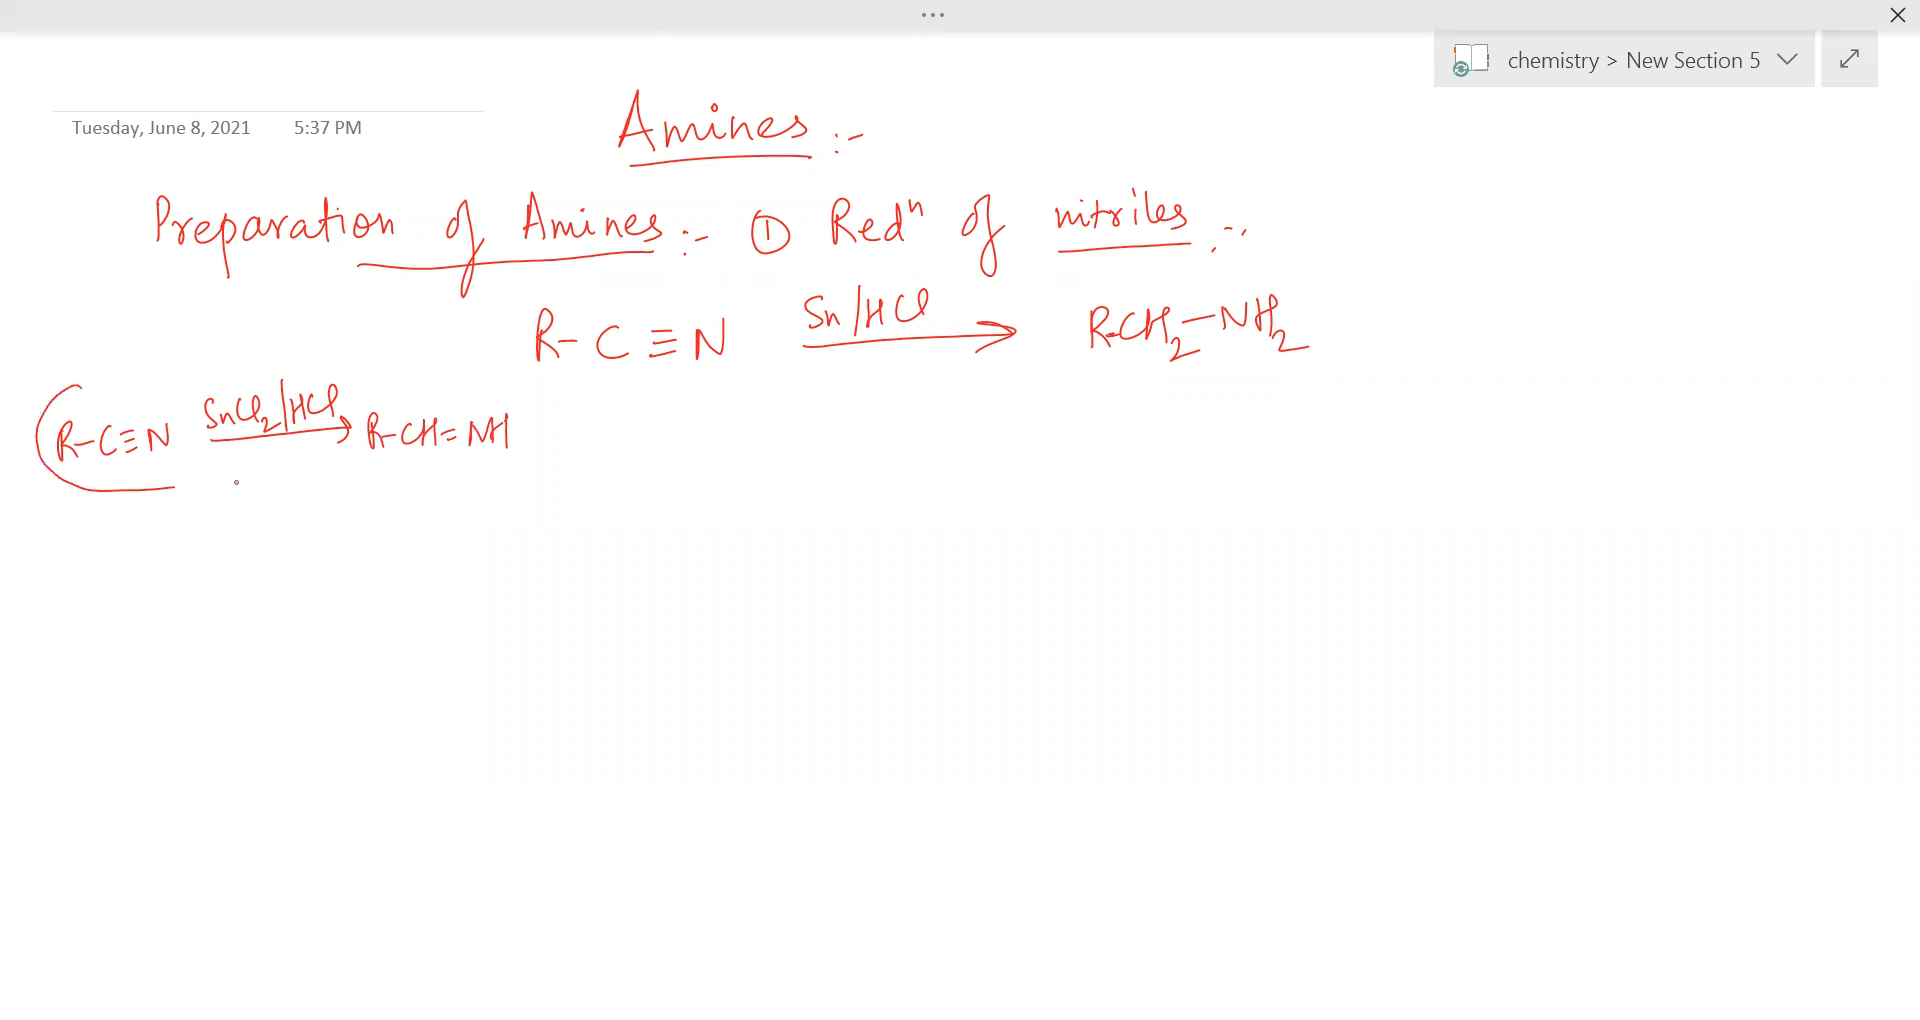 chemistry > New Section 5
Tuesday, June 8, 2021 5:37 PM
Amines :-
Preparation of Amines :- ① Redⁿ of nitriles :-
R-C≡N Sn/HCl → R-CH₂-NH₂
R-C≡N SnCl₂/HCl → R-CH=NH